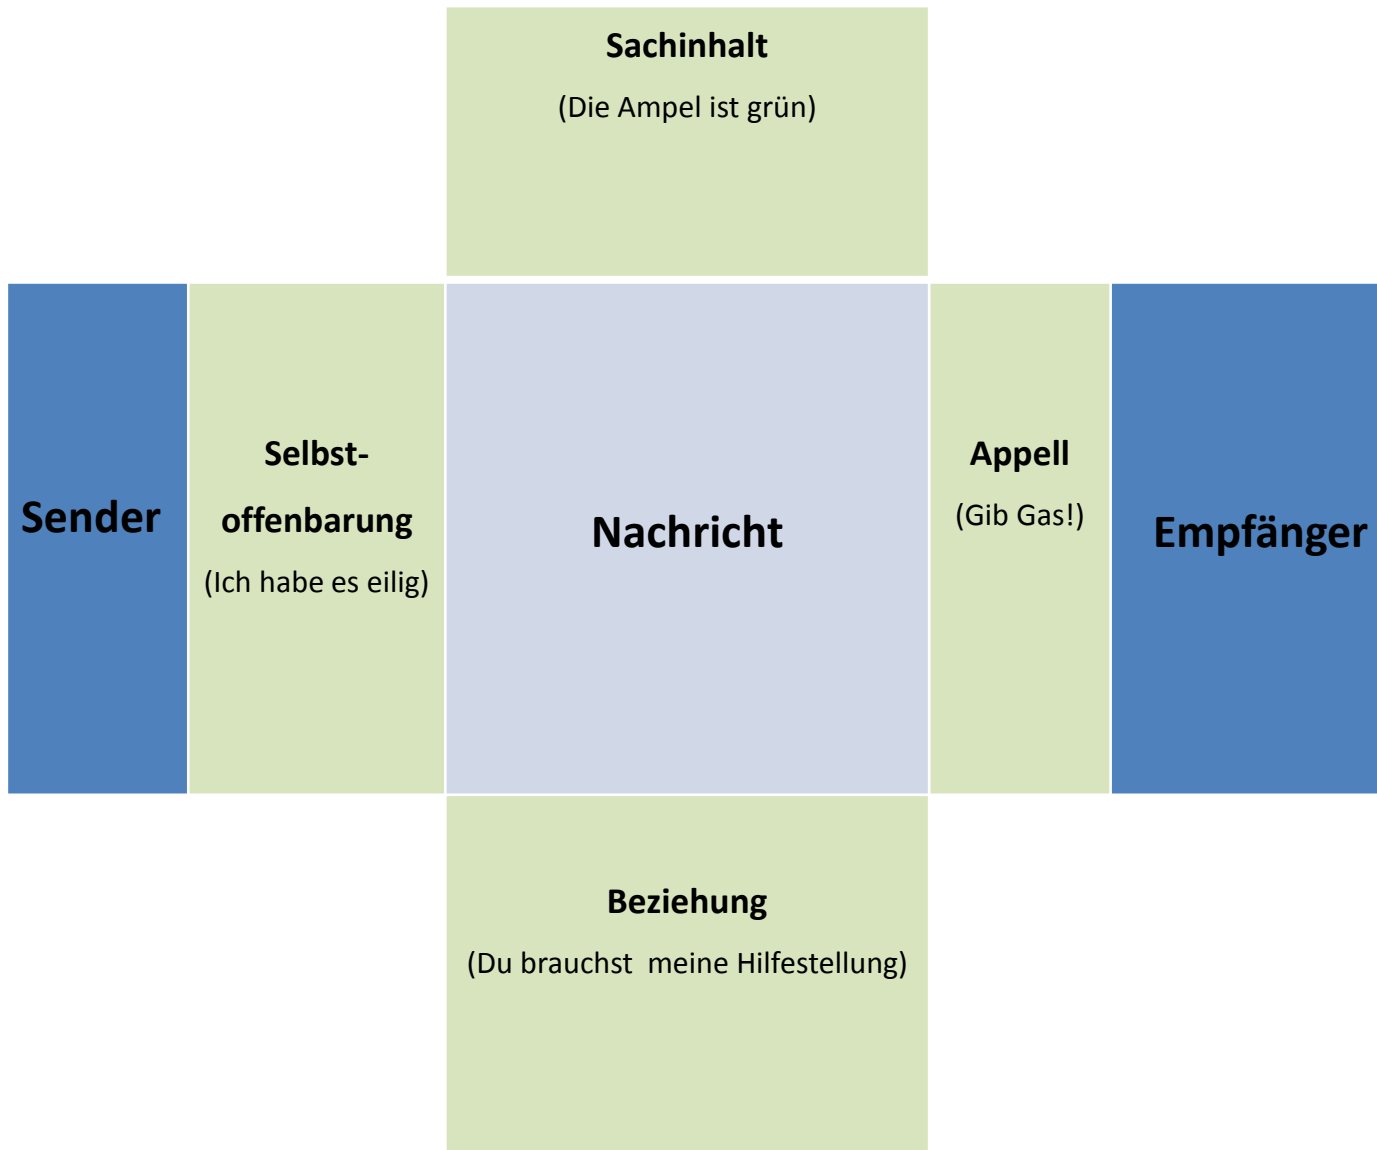 Sachinhalt
(Die Ampel ist grün)
Sender
Selbst-
offenbarung
(Ich habe es eilig)
Nachricht
Appell
(Gib Gas!)
Empfänger
Beziehung
(Du brauchst  meine Hilfestellung)